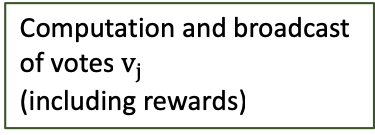 Computation and broadcast
of votes vⱼ
(including rewards)